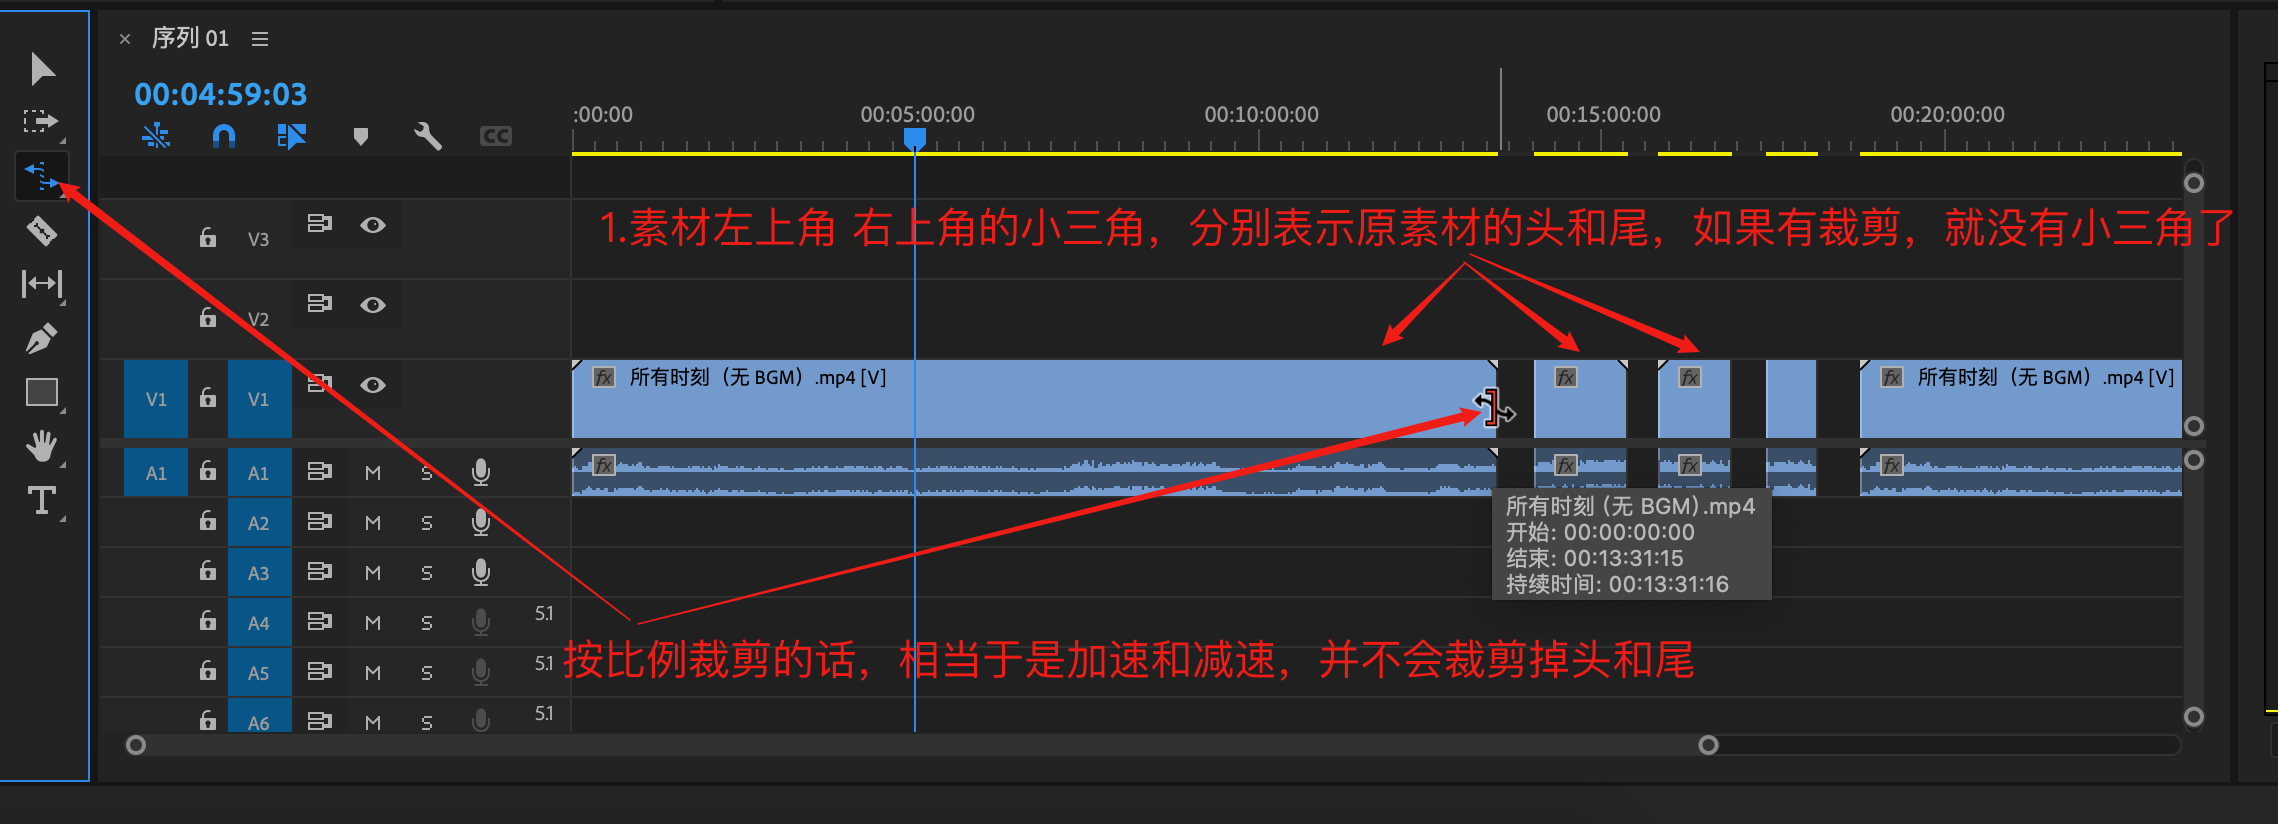 × 序列 01
00:04:59:03
:00:00 00:05:00:00 00:10:00:00 00:15:00:00 00:20:00:00
CC
1.素材左上角 右上角的小三角，分别表示原素材的头和尾，如果有裁剪，就没有小三角了
V3
V2
V1 V1
fx 所有时刻（无 BGM）.mp4 [V] fx fx fx 所有时刻（无 BGM）.mp4 [V]
A1 A1 M S fx fx fx fx
所有时刻（无 BGM）.mp4
开始: 00:00:00:00
结束: 00:13:31:15
持续时间: 00:13:31:16
A2 M S
A3 M S
A4 M S 5.1
按比例裁剪的话，相当于是加速和减速，并不会裁剪掉头和尾
A5 M S 5.1
A6 M S 5.1
T